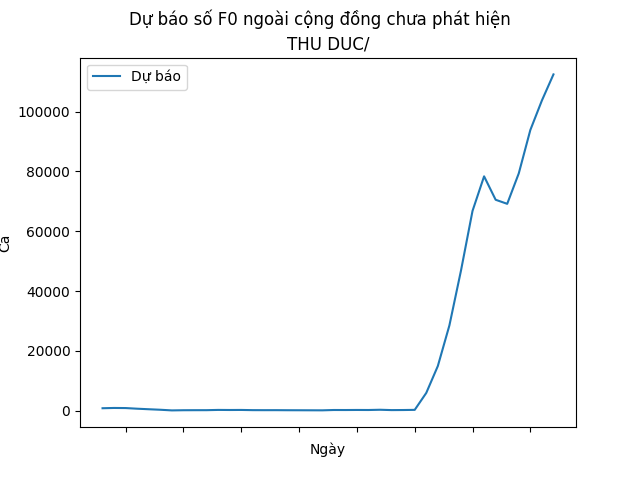 Dự báo số F0 ngoài cộng đồng chưa phát hiện
THU DUC/
Dự báo
100000
80000
60000
40000
20000
0
Ca
Ngày